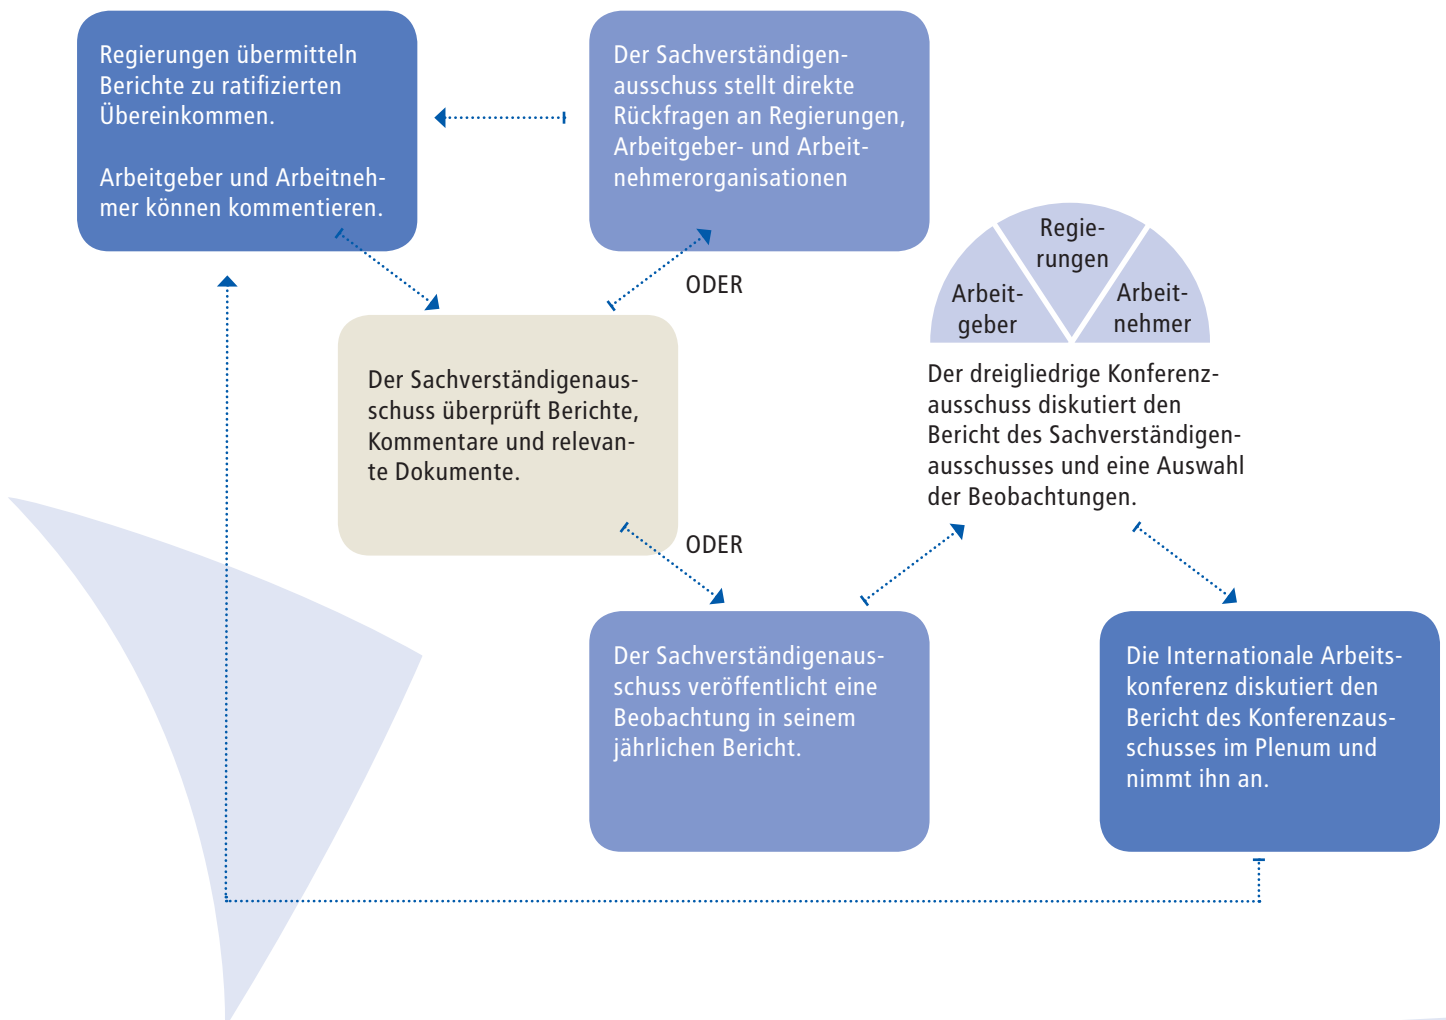 Regierungen übermitteln
Berichte zu ratifizierten
Übereinkommen.
Arbeitgeber und Arbeitneh-
mer können kommentieren.
Der Sachverständigen-
ausschuss stellt direkte
Rückfragen an Regierungen,
Arbeitgeber- und Arbeit-
nehmerorganisationen
ODER
Der Sachverständigenaus-
schuss überprüft Berichte,
Kommentare und relevan-
te Dokumente.
ODER
Der Sachverständigenaus-
schuss veröffentlicht eine
Beobachtung in seinem
jährlichen Bericht.
Arbeit-
geber
Regie-
rungen
Arbeit-
nehmer
Der dreigliedrige Konferenz-
ausschuss diskutiert den
Bericht des Sachverständigen-
ausschusses und eine Auswahl
der Beobachtungen.
Die Internationale Arbeits-
konferenz diskutiert den
Bericht des Konferenzaus-
schusses im Plenum und
nimmt ihn an.